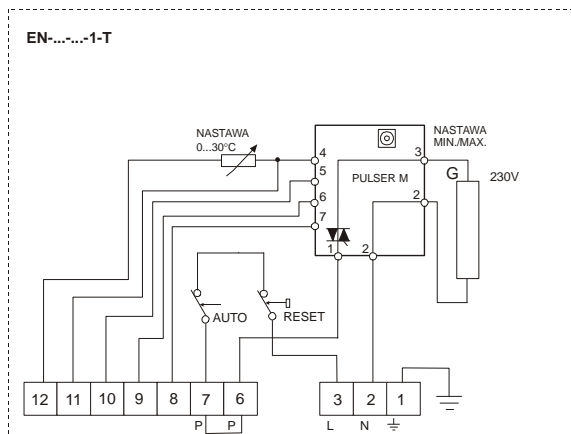 EN-...-...-1-T
NASTAWA
0...30°C
NASTAWA
MIN./MAX.
4
5
6
7
3
2
PULSER M
G
230V
1
2
AUTO
RESET
12
11
10
9
8
7
6
3
2
1
P
P
L
N